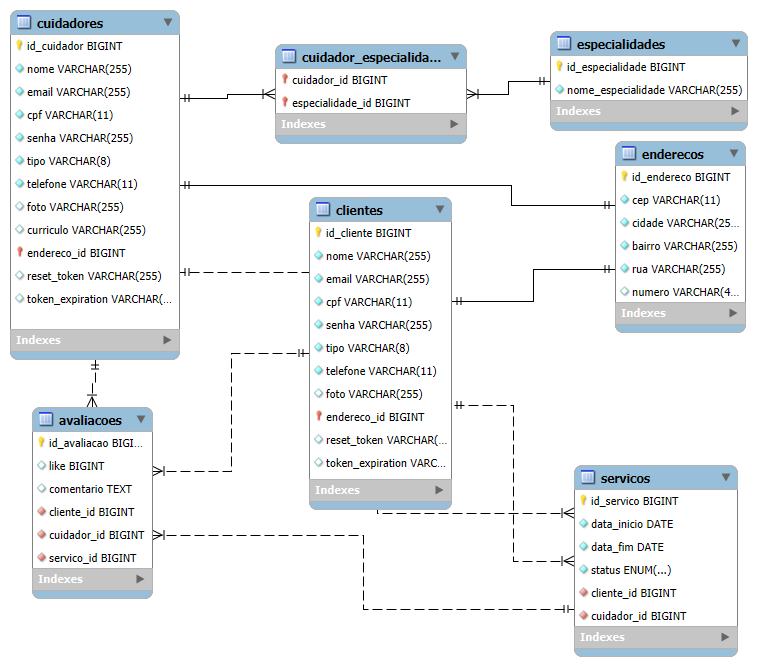 cuidadores
id_cuidador BIGINT
nome VARCHAR(255)
email VARCHAR(255)
cpf VARCHAR(11)
senha VARCHAR(255)
tipo VARCHAR(8)
telefone VARCHAR(11)
foto VARCHAR(255)
curriculo VARCHAR(255)
endereco_id BIGINT
reset_token VARCHAR(255)
token_expiration VARCHAR(...
Indexes
cuidador_especialida...
cuidador_id BIGINT
especialidade_id BIGINT
Indexes
especialidades
id_especialidade BIGINT
nome_especialidade VARCHAR(255)
Indexes
enderecos
id_endereco BIGINT
cep VARCHAR(11)
cidade VARCHAR(25...
bairro VARCHAR(255)
rua VARCHAR(255)
numero VARCHAR(4...
Indexes
clientes
id_cliente BIGINT
nome VARCHAR(255)
email VARCHAR(255)
cpf VARCHAR(11)
senha VARCHAR(255)
tipo VARCHAR(8)
telefone VARCHAR(11)
foto VARCHAR(255)
endereco_id BIGINT
reset_token VARCHAR(...
token_expiration VARC...
Indexes
avaliacoes
id_avaliacao BIGI...
like BIGINT
comentario TEXT
cliente_id BIGINT
cuidador_id BIGINT
servico_id BIGINT
Indexes
servicos
id_servico BIGINT
data_inicio DATE
data_fim DATE
status ENUM(...)
cliente_id BIGINT
cuidador_id BIGINT
Indexes